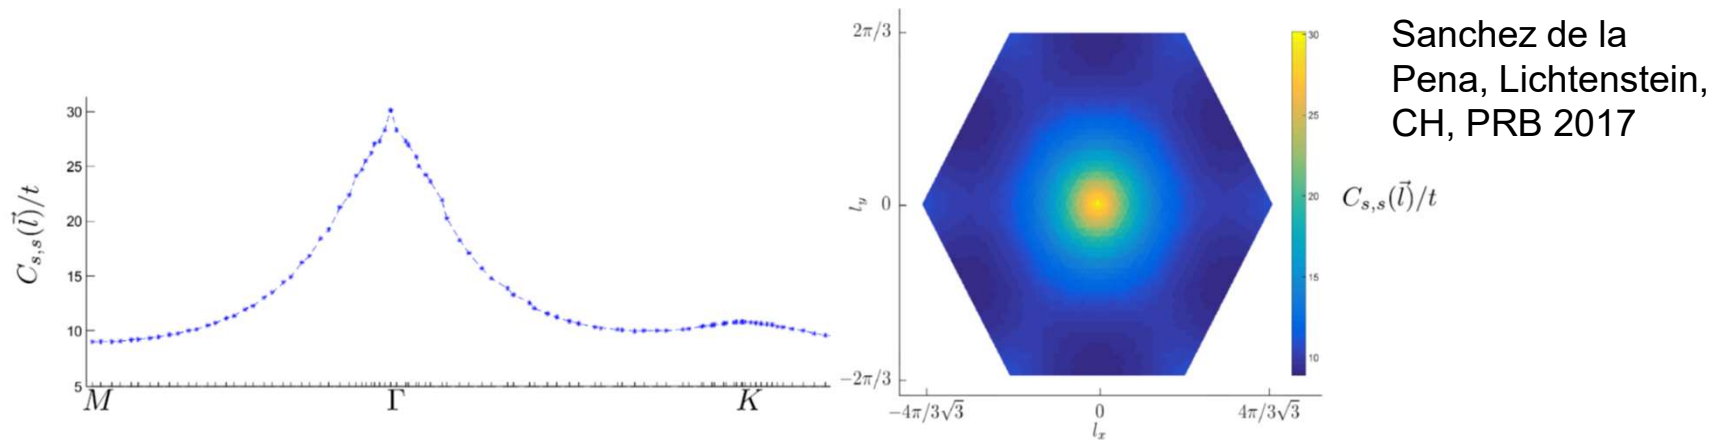 $C_{s,s}(\vec{l})/t$
30
25
20
15
10
5
M
Γ
K
$l_y$
2π/3
0
−2π/3
−4π/3√3
0
4π/3√3
$l_x$
30
25
20
15
10
$C_{s,s}(\vec{l})/t$
Sanchez de la
Pena, Lichtenstein,
CH, PRB 2017